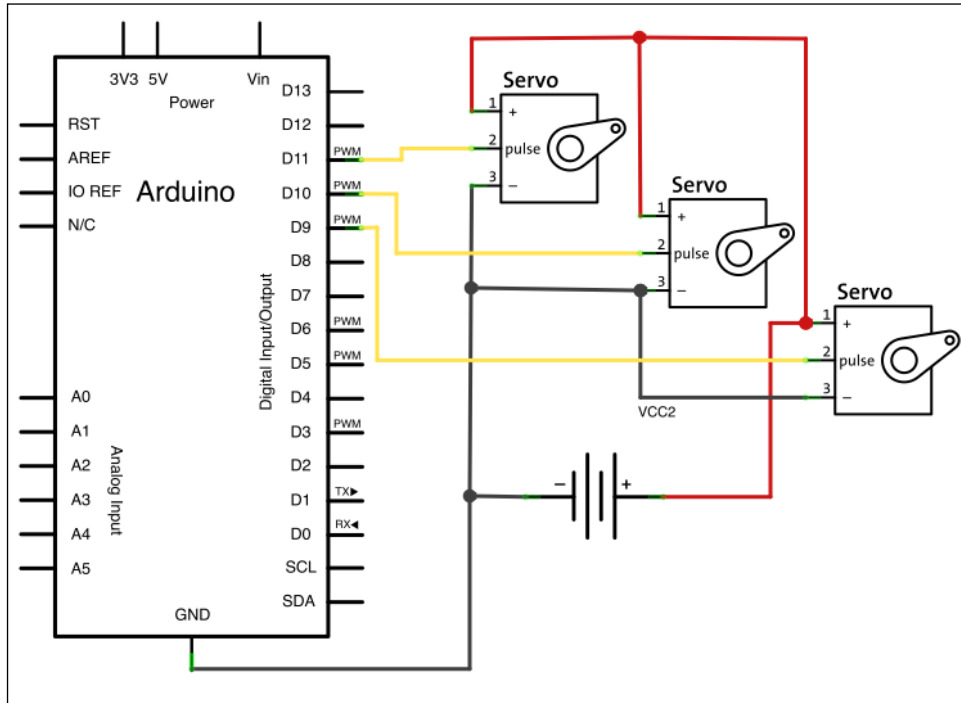 3V3 5V Vin
Power
RST
AREF
IO REF
N/C
Arduino
A0
A1
A2
A3
A4
A5
Analog Input
GND
Digital Input/Output
D13
D12
D11 PWM
D10 PWM
D9 PWM
D8
D7
D6 PWM
D5 PWM
D4
D3 PWM
D2
D1 TX▶
D0 RX◀
SCL
SDA
Servo
1 +
2 pulse
3 −
Servo
1 +
2 pulse
3 −
Servo
1 +
2 pulse
3 −
VCC2
− +